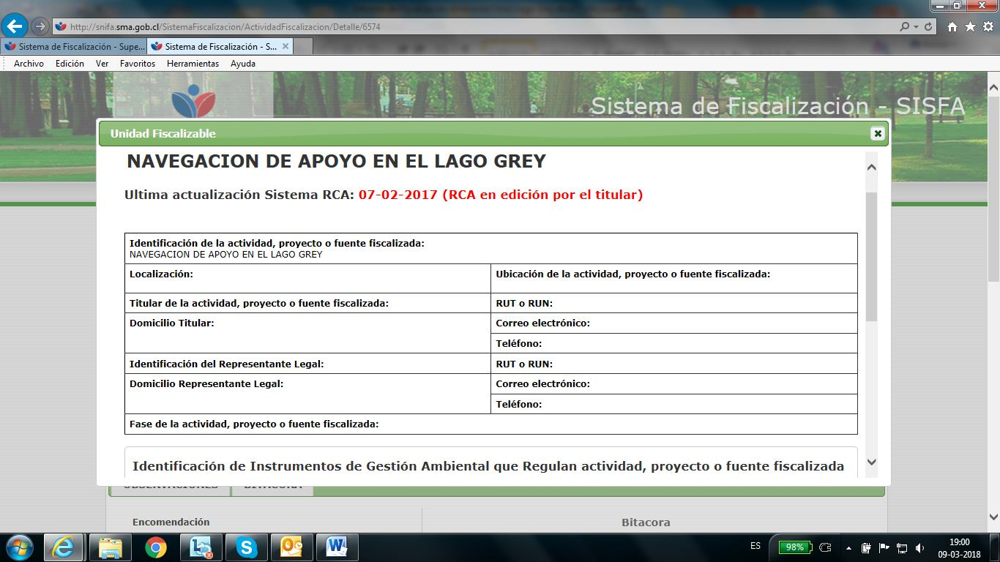 http://snifa.sma.gob.cl/SistemaFiscalizacion/ActividadFiscalizacion/Detalle/6574
Sistema de Fiscalización - Supe...
Sistema de Fiscalización - S...
Archivo Edición Ver Favoritos Herramientas Ayuda
Sistema de Fiscalización - SISFA
Unidad Fiscalizable
NAVEGACION DE APOYO EN EL LAGO GREY
Ultima actualización Sistema RCA: 07-02-2017 (RCA en edición por el titular)
Identificación de la actividad, proyecto o fuente fiscalizada:
NAVEGACION DE APOYO EN EL LAGO GREY
Localización:
Ubicación de la actividad, proyecto o fuente fiscalizada:
Titular de la actividad, proyecto o fuente fiscalizada:
RUT o RUN:
Domicilio Titular:
Correo electrónico:
Teléfono:
Identificación del Representante Legal:
RUT o RUN:
Domicilio Representante Legal:
Correo electrónico:
Teléfono:
Fase de la actividad, proyecto o fuente fiscalizada:
Identificación de Instrumentos de Gestión Ambiental que Regulan actividad, proyecto o fuente fiscalizada
OBSERVACIONES
BITACORA
Encomendación
Bitacora
ES
98%
19:00
09-03-2018